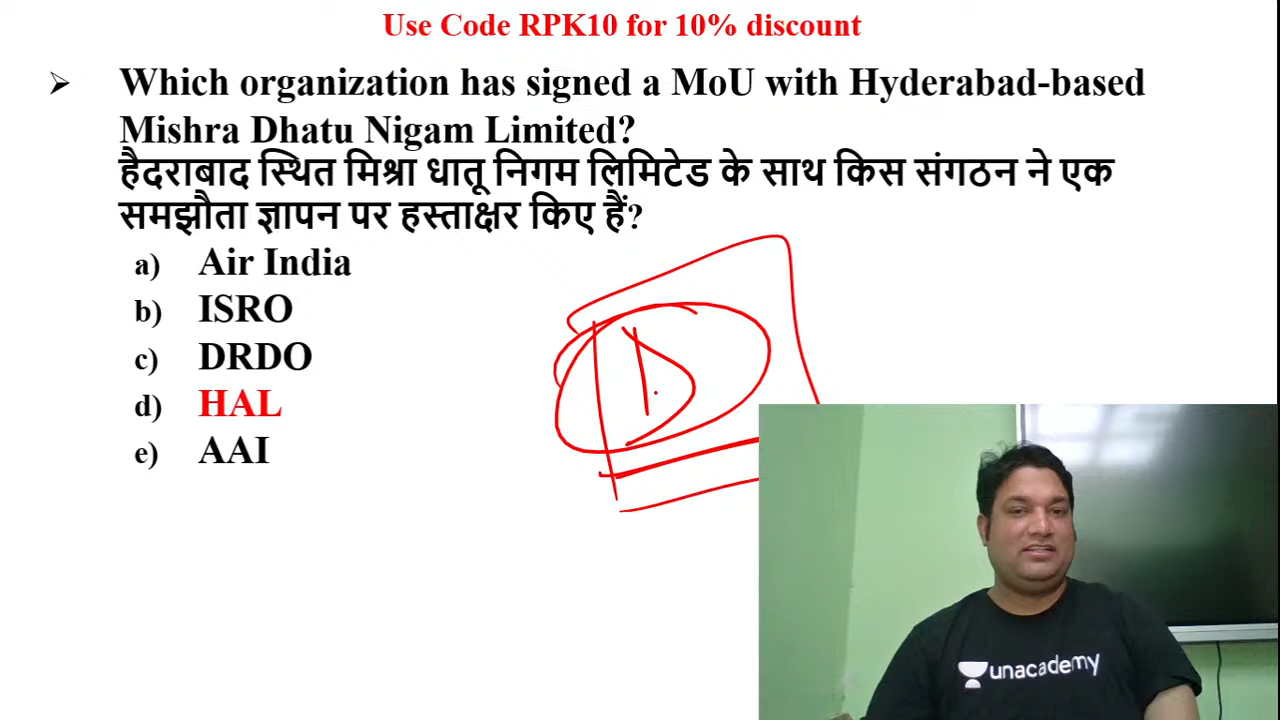 Use Code RPK10 for 10% discount
➢ Which organization has signed a MoU with Hyderabad-based
Mishra Dhatu Nigam Limited?
हैदराबाद स्थित मिश्रा धातू निगम लिमिटेड के साथ किस संगठन ने एक
समझौता ज्ञापन पर हस्ताक्षर किए हैं?
a) Air India
b) ISRO
c) DRDO
d) HAL
e) AAI
D
unacademy